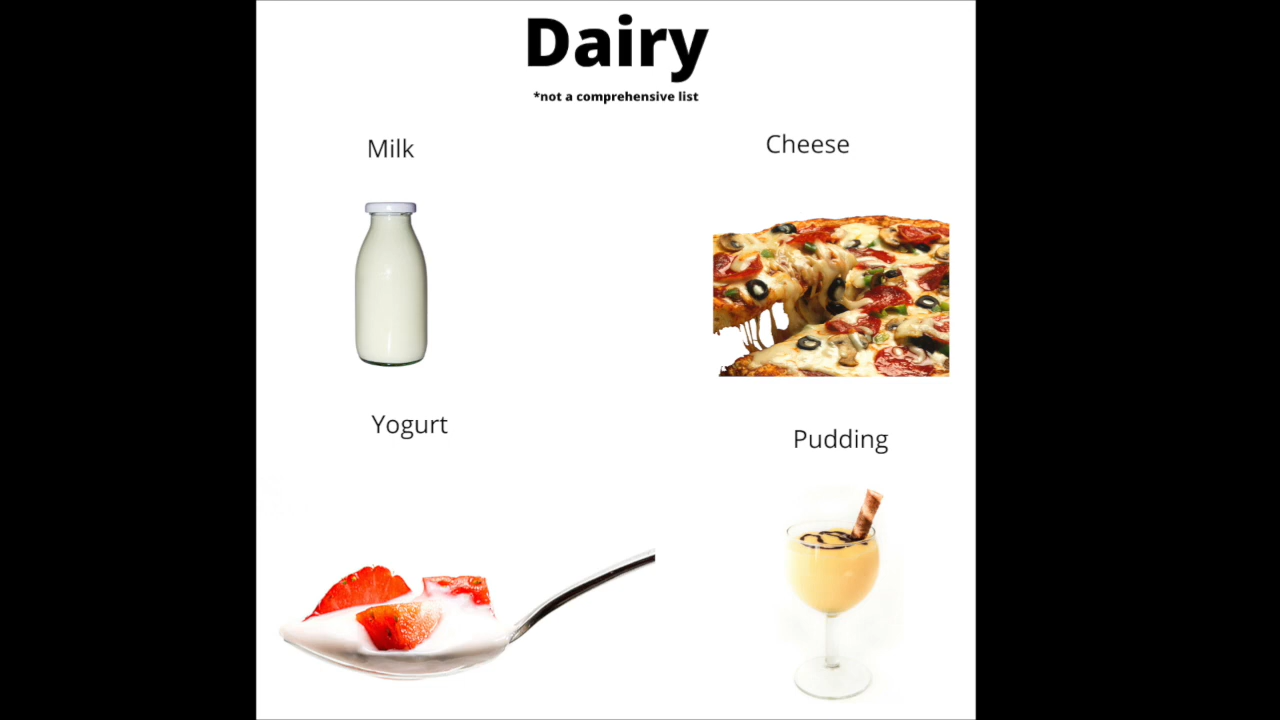 Dairy
*not a comprehensive list
Milk
Cheese
Yogurt
Pudding